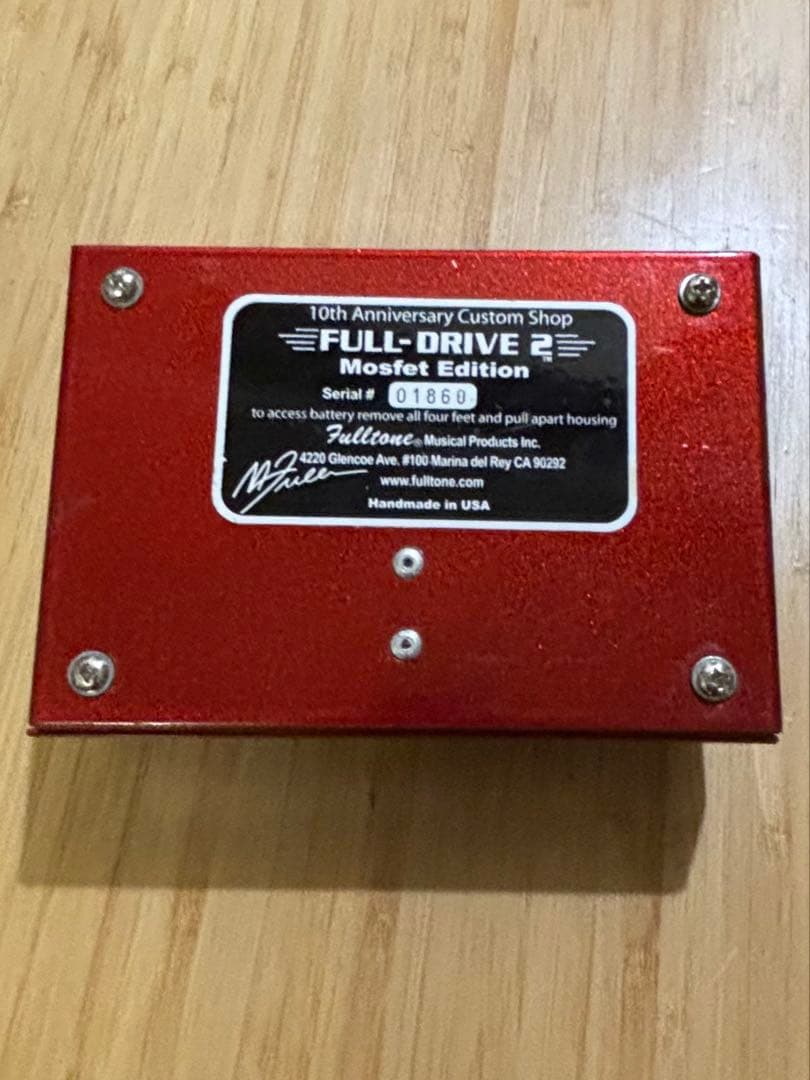 10th Anniversary Custom Shop
FULL-DRIVE 2™
Mosfet Edition
Serial # 01860
to access battery remove all four feet and pull apart housing
Fulltone® Musical Products Inc.
4220 Glencoe Ave. #100 Marina del Rey CA 90292
www.fulltone.com
Handmade in USA